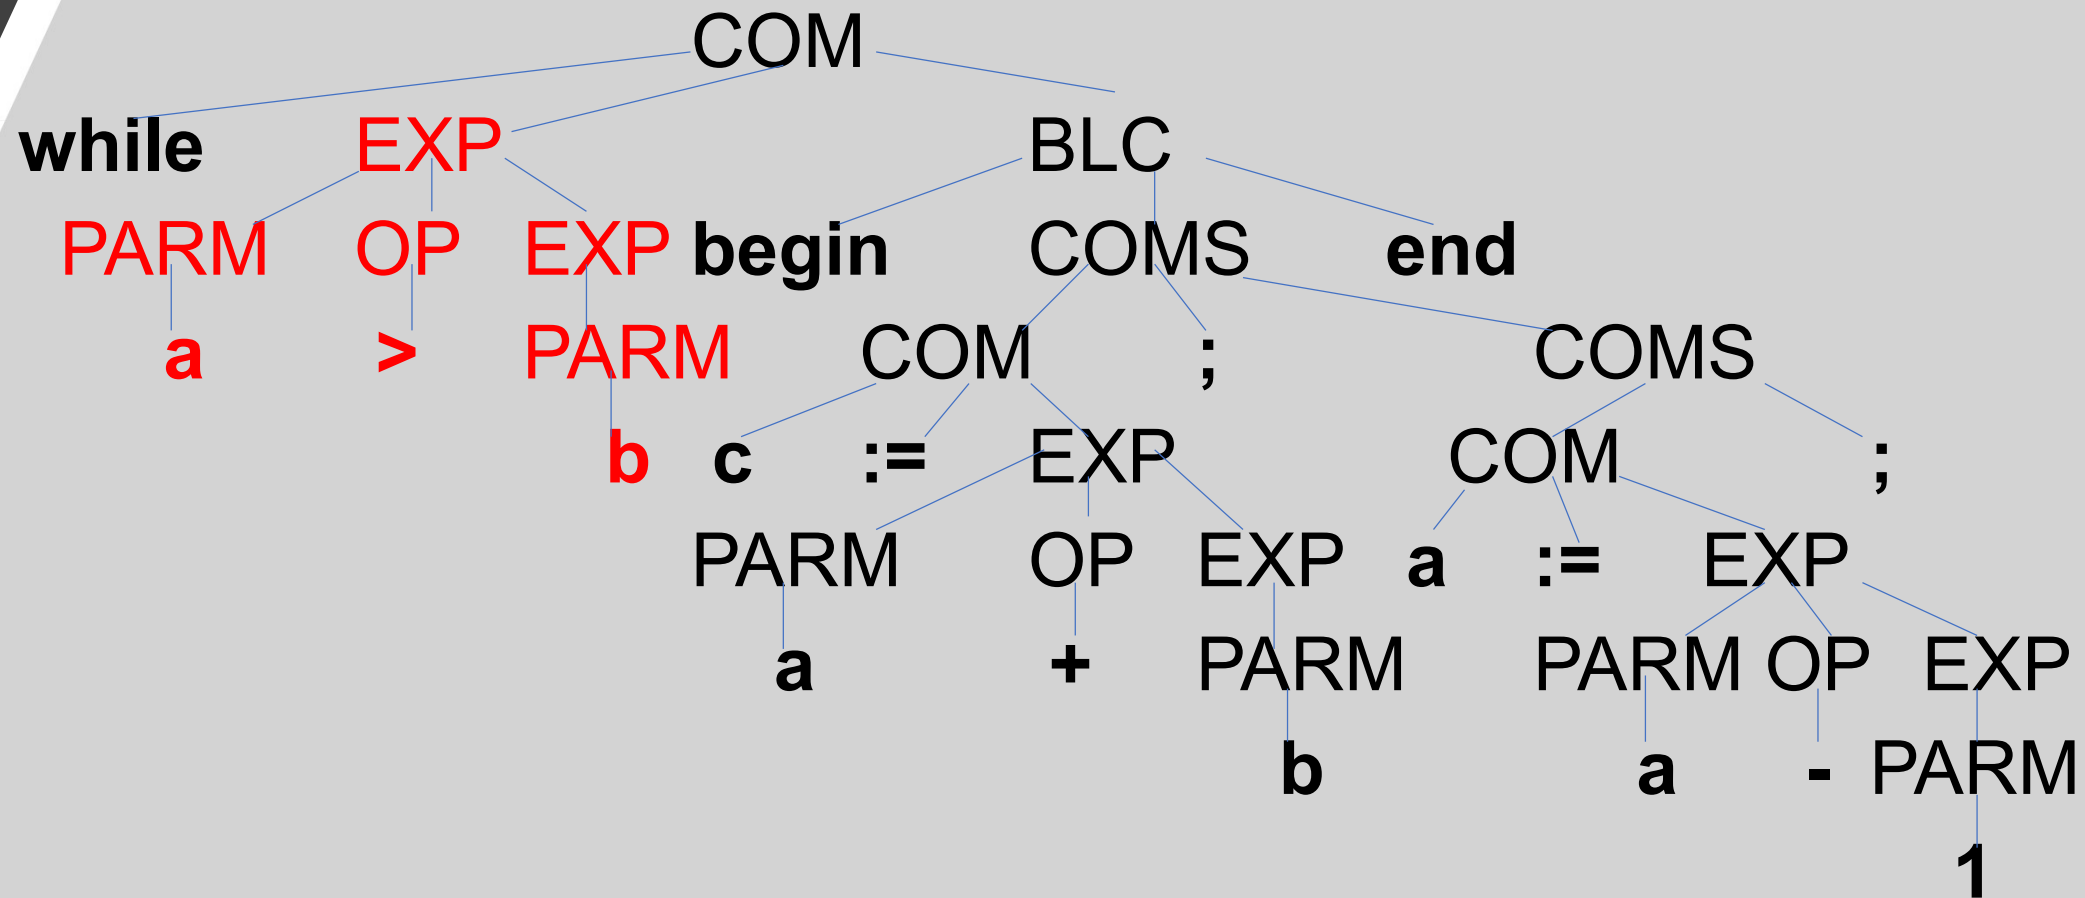 COM
while EXP BLC
PARM OP EXP begin COMS end
a > PARM COM ; COMS
b c := EXP COM ;
PARM OP EXP a := EXP
a + PARM PARM OP EXP
b a - PARM
1